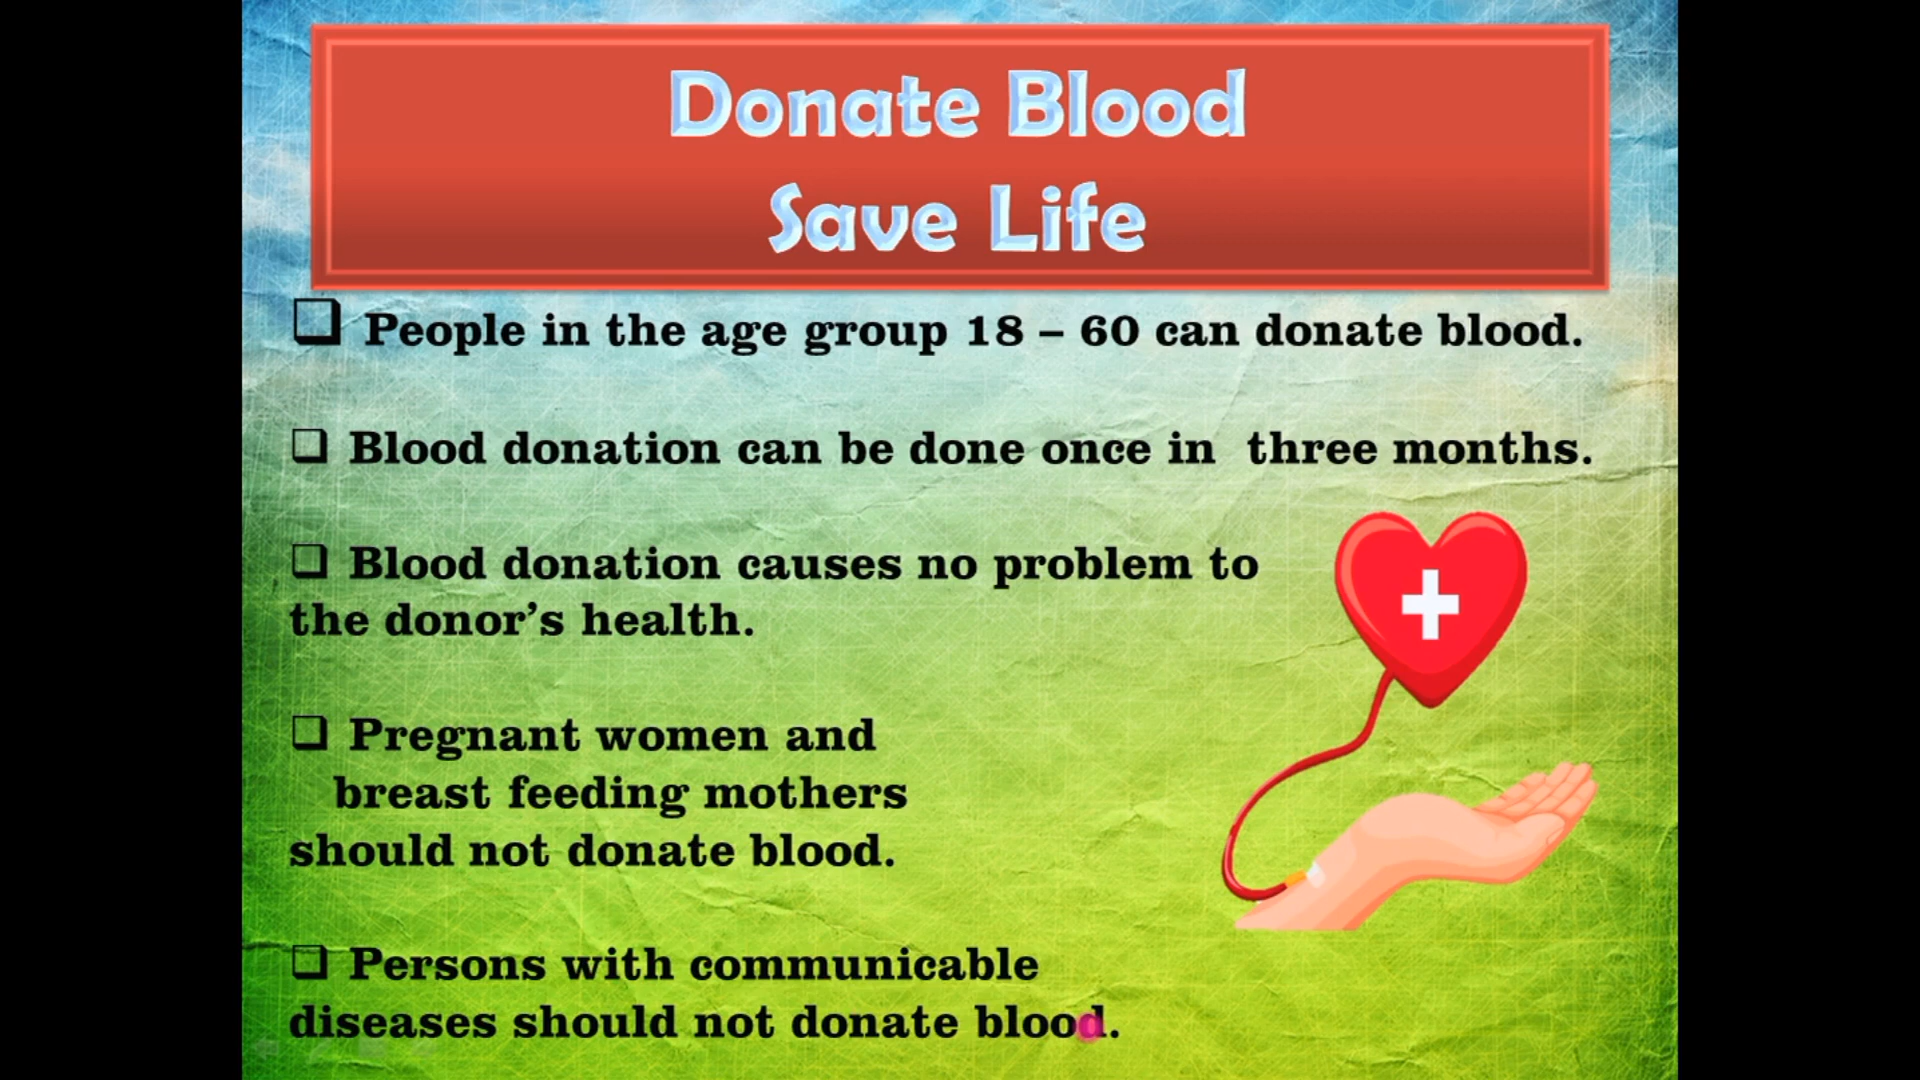 Donate Blood
Save Life
❑ People in the age group 18 – 60 can donate blood.
❑ Blood donation can be done once in  three months.
❑ Blood donation causes no problem to
the donor’s health.
❑ Pregnant women and
breast feeding mothers
should not donate blood.
❑ Persons with communicable
diseases should not donate blood.